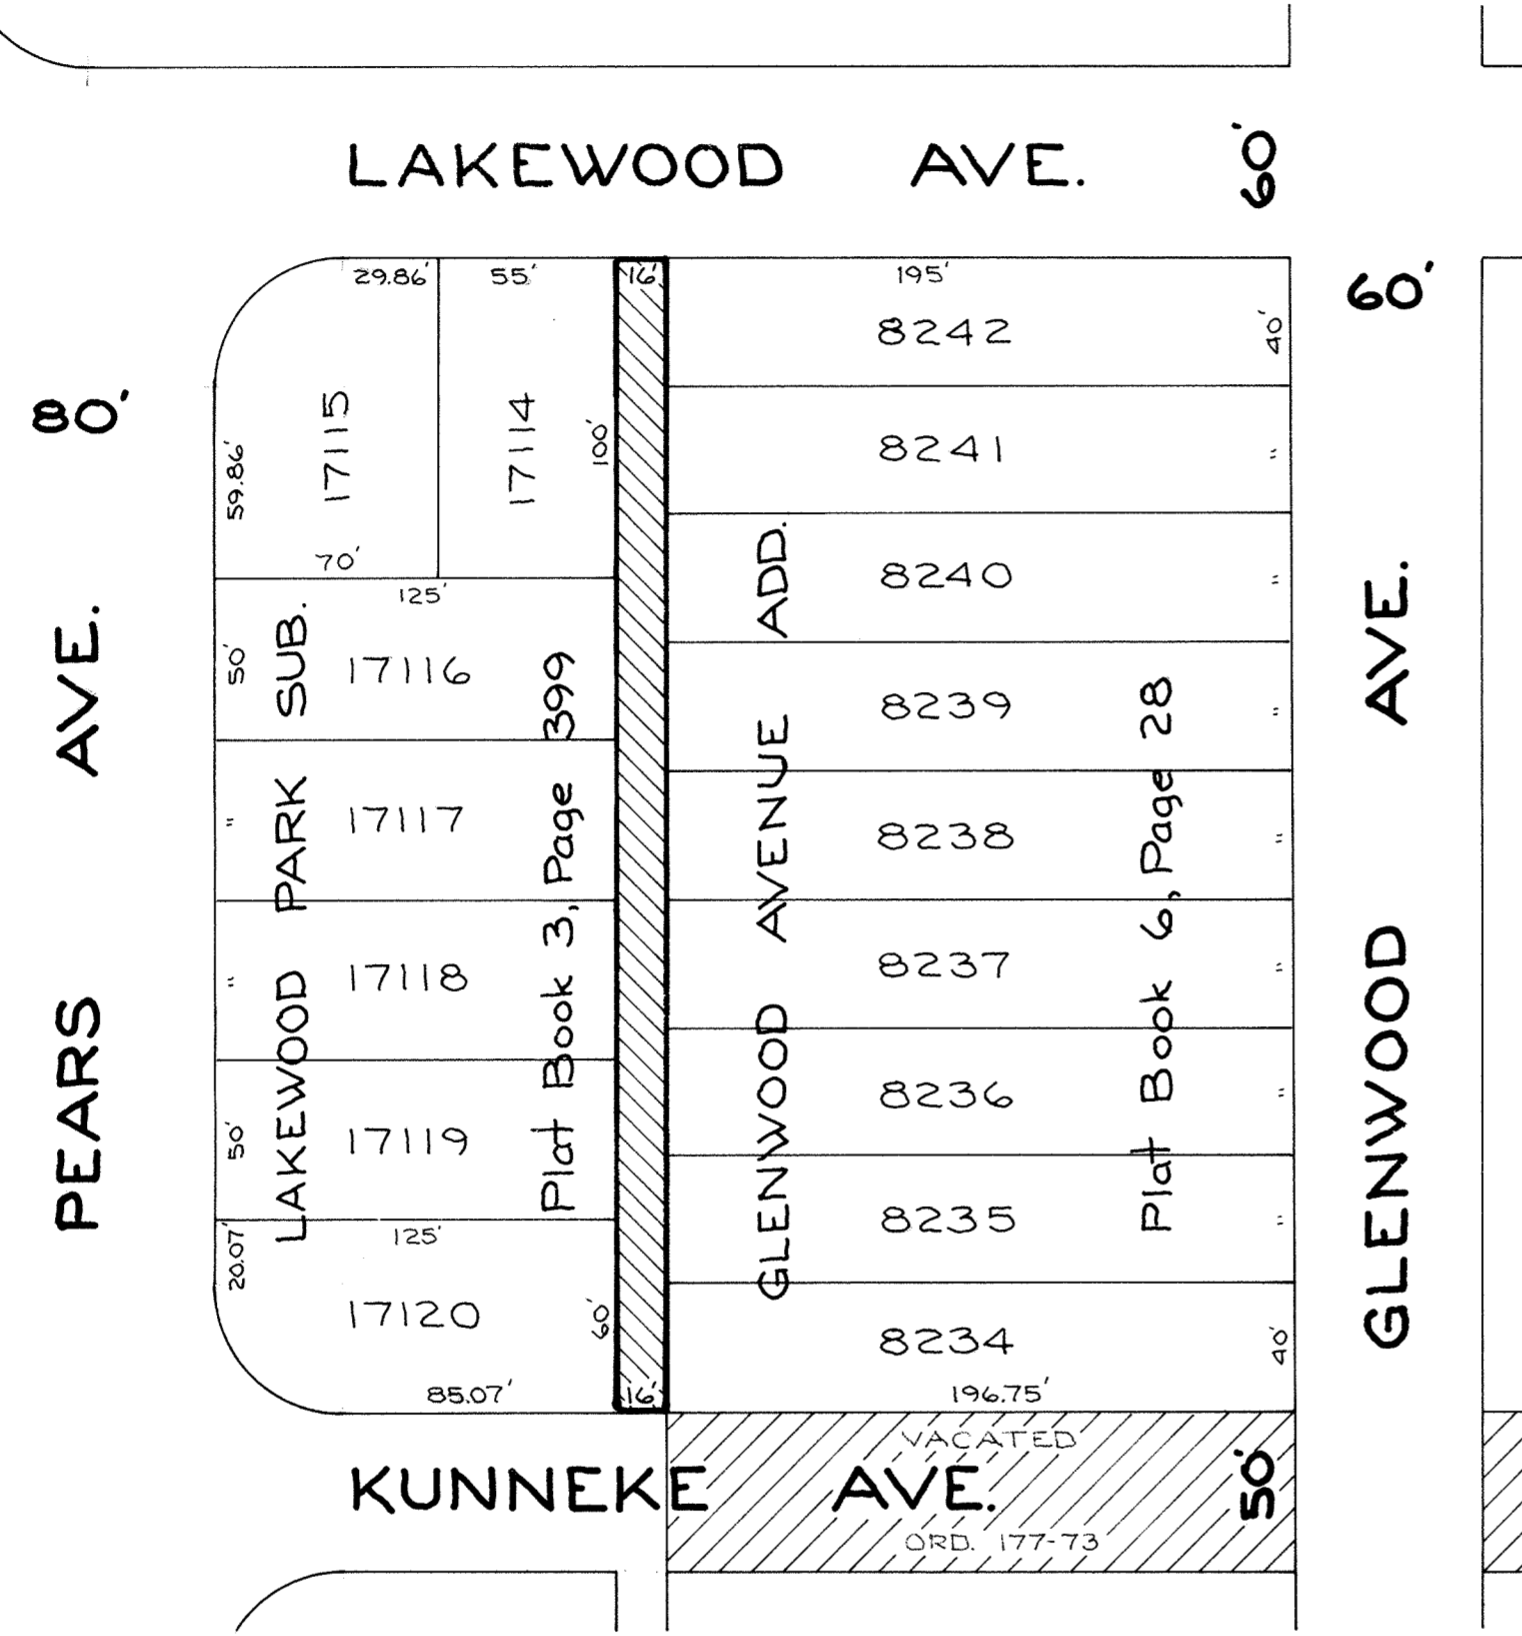 LAKEWOOD AVE. 60'
29.86' 55' 16' 195'
8242 40'
60'
80'
59.86'
17115
17114
100'
70'
8241 "
125'
8240 "
50' 17116
8239 "
" 17117
8238 "
" 17118
8237 "
8236 "
50' 17119
8235 "
20.07' 125'
17120 60'
8234 40'
85.07' 16' 196.75'
LAKEWOOD PARK SUB.
Plat Book 3, Page 399
GLENWOOD AVENUE ADD.
Plat Book 6, Page 28
PEARS AVE.
GLENWOOD AVE.
VACATED
KUNNEKE AVE. 50'
ORD. 177-73